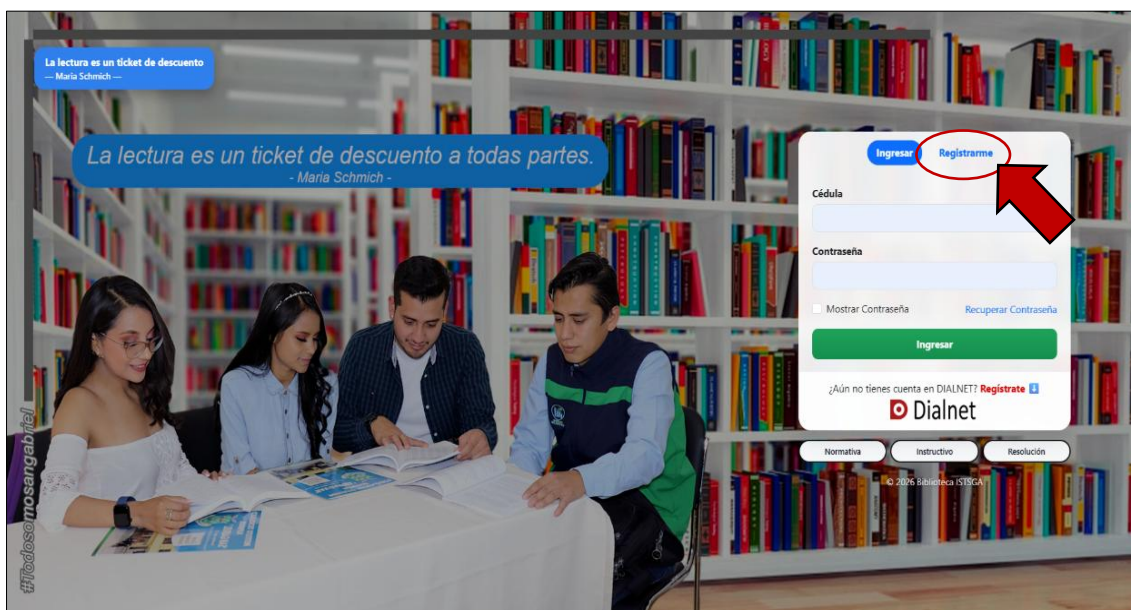 La lectura es un ticket de descuento
— Maria Schmich —
La lectura es un ticket de descuento a todas partes.
- Maria Schmich -
Ingresar
Registrarme
Cédula
Contraseña
Mostrar Contraseña
Recuperar Contraseña
Ingresar
¿Aún no tienes cuenta en DIALNET? Regístrate
Dialnet
Normativa
Instructivo
Resolución
© 2026 Biblioteca ISTSGA
#Todosomosangabriel